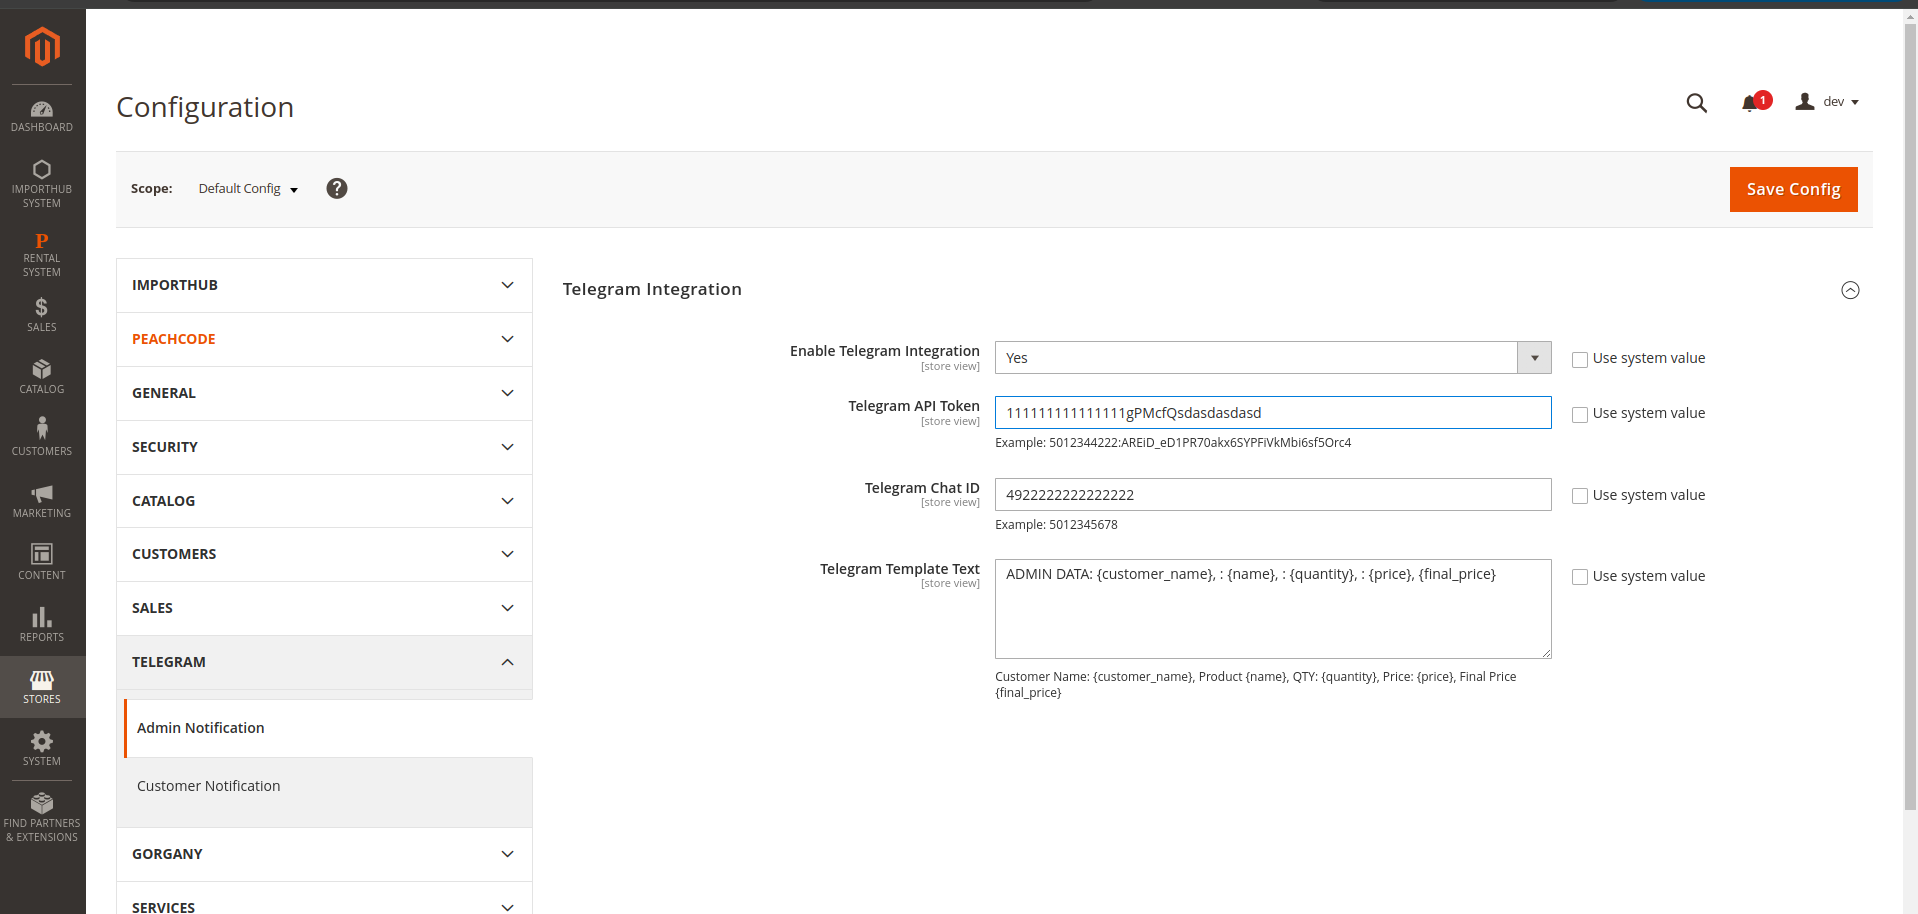 DASHBOARD
IMPORTHUB
SYSTEM
P
RENTAL
SYSTEM
$
SALES
CATALOG
CUSTOMERS
MARKETING
CONTENT
REPORTS
STORES
SYSTEM
FIND PARTNERS
& EXTENSIONS
Configuration
1
dev
Scope: Default Config ?
Save Config
IMPORTHUB
PEACHCODE
GENERAL
SECURITY
CATALOG
CUSTOMERS
SALES
TELEGRAM
Admin Notification
Customer Notification
GORGANY
SERVICES
Telegram Integration
Enable Telegram Integration
[store view]
Yes
Use system value
Telegram API Token
[store view]
111111111111111gPMcfQsdasdasdasd
Use system value
Example: 5012344222:AREiD_eD1PR70akx6SYPFiVkMbi6sf5Orc4
Telegram Chat ID
[store view]
4922222222222222
Use system value
Example: 5012345678
Telegram Template Text
[store view]
ADMIN DATA: {customer_name}, : {name}, : {quantity}, : {price}, {final_price}
Use system value
Customer Name: {customer_name}, Product {name}, QTY: {quantity}, Price: {price}, Final Price
{final_price}